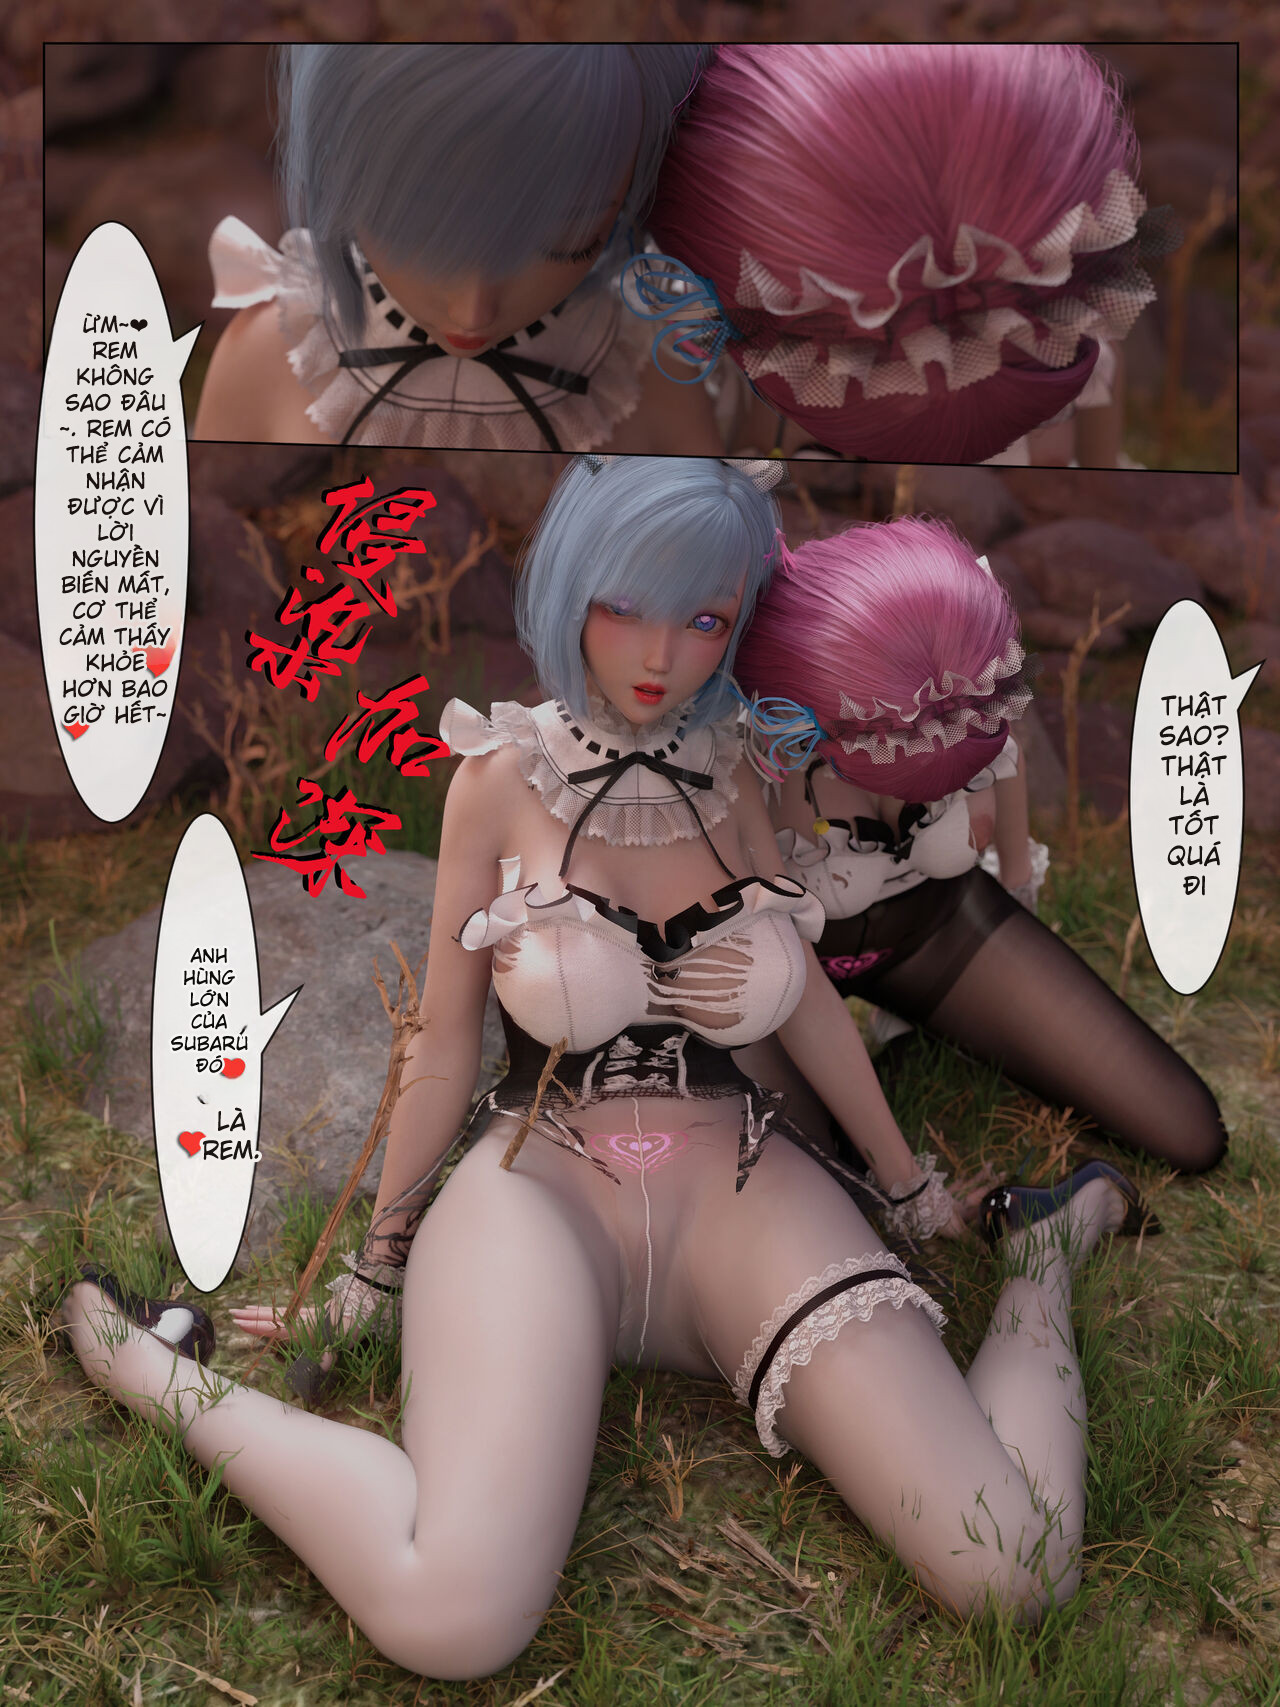 ỪM~❤
REM
KHÔNG
SAO ĐÂU
~. REM CÓ
THỂ CẢM
NHẬN
ĐƯỢC VÌ
LỜI
NGUYỀN
BIẾN MẤT,
CƠ THỂ
CẢM THẤY
KHỎE
HƠN BAO
GIỜ HẾT~
THẬT
SAO?
THẬT
LÀ
TỐT
QUÁ
ĐI
ANH
HÙNG
LỚN
CỦA
SUBARU
ĐÓ
LÀ
REM.